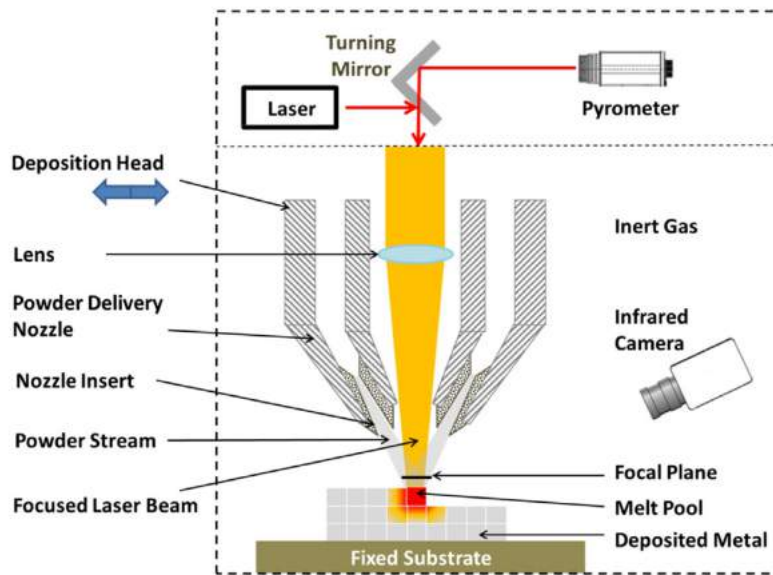 Turning
Mirror
Laser
Pyrometer
Deposition Head
Inert Gas
Lens
Powder Delivery
Nozzle
Infrared
Camera
Nozzle Insert
Powder Stream
Focused Laser Beam
Focal Plane
Melt Pool
Deposited Metal
Fixed Substrate